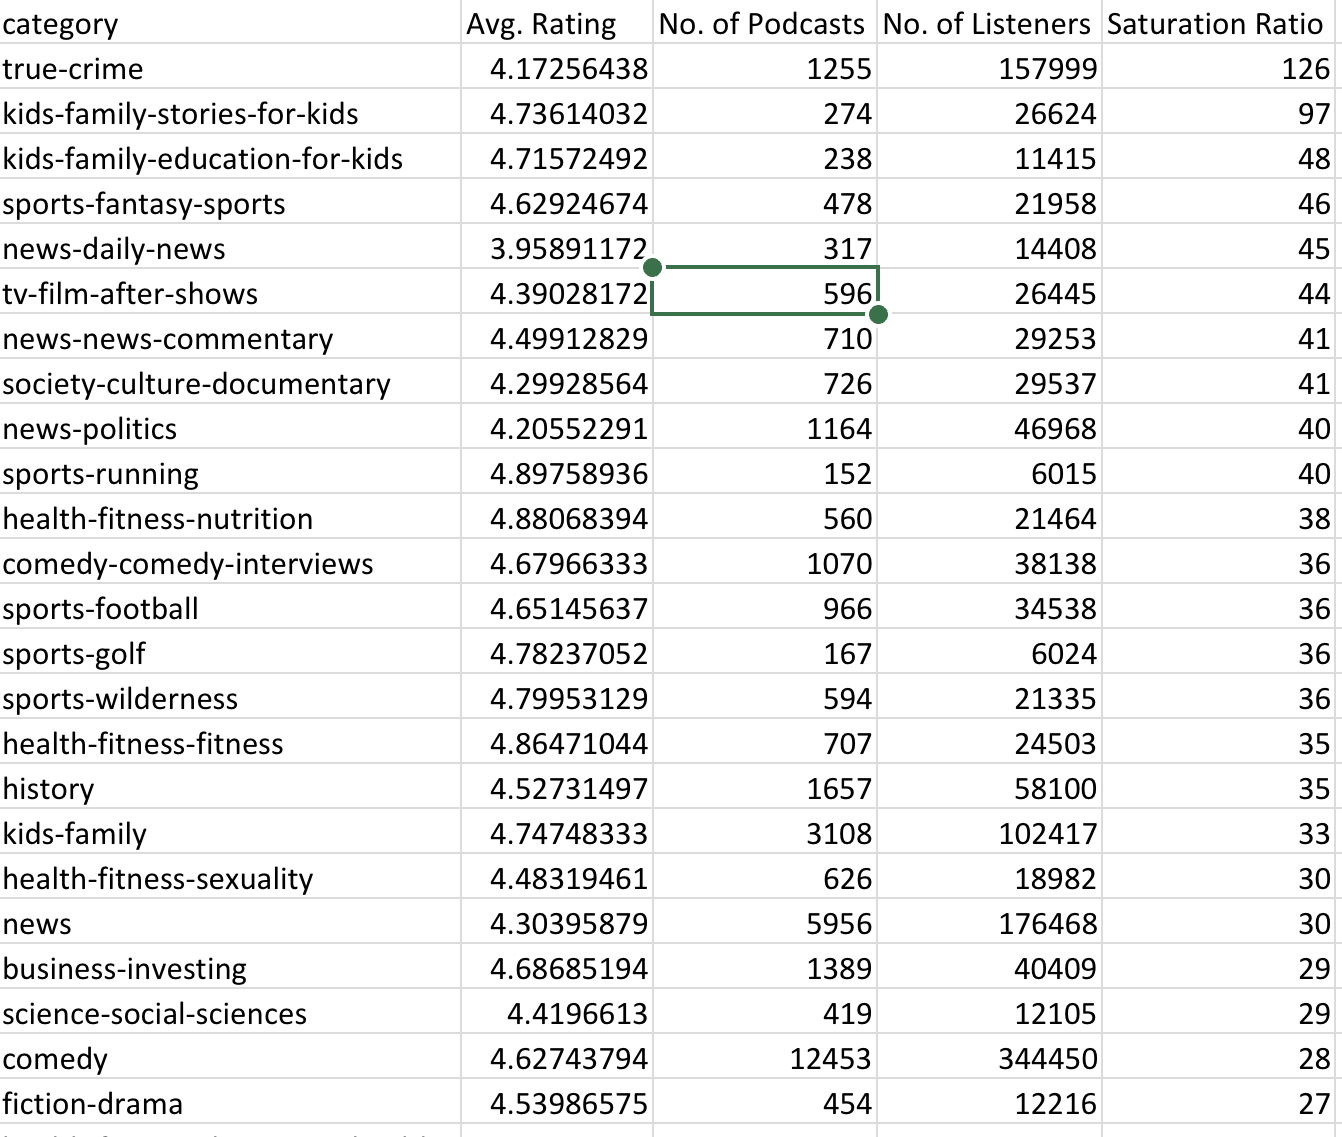 category Avg. Rating No. of Podcasts No. of Listeners Saturation Ratio
true-crime 4.17256438 1255 157999 126
kids-family-stories-for-kids 4.73614032 274 26624 97
kids-family-education-for-kids 4.71572492 238 11415 48
sports-fantasy-sports 4.62924674 478 21958 46
news-daily-news 3.95891172 317 14408 45
tv-film-after-shows 4.39028172 596 26445 44
news-news-commentary 4.49912829 710 29253 41
society-culture-documentary 4.29928564 726 29537 41
news-politics 4.20552291 1164 46968 40
sports-running 4.89758936 152 6015 40
health-fitness-nutrition 4.88068394 560 21464 38
comedy-comedy-interviews 4.67966333 1070 38138 36
sports-football 4.65145637 966 34538 36
sports-golf 4.78237052 167 6024 36
sports-wilderness 4.79953129 594 21335 36
health-fitness-fitness 4.86471044 707 24503 35
history 4.52731497 1657 58100 35
kids-family 4.74748333 3108 102417 33
health-fitness-sexuality 4.48319461 626 18982 30
news 4.30395879 5956 176468 30
business-investing 4.68685194 1389 40409 29
science-social-sciences 4.4196613 419 12105 29
comedy 4.62743794 12453 344450 28
fiction-drama 4.53986575 454 12216 27